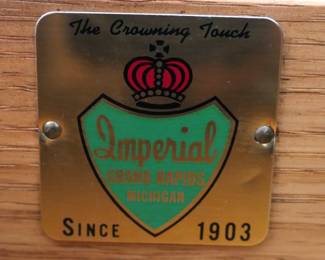 The Crowning Touch
Imperial
GRAND RAPIDS,
MICHIGAN
SINCE 1903